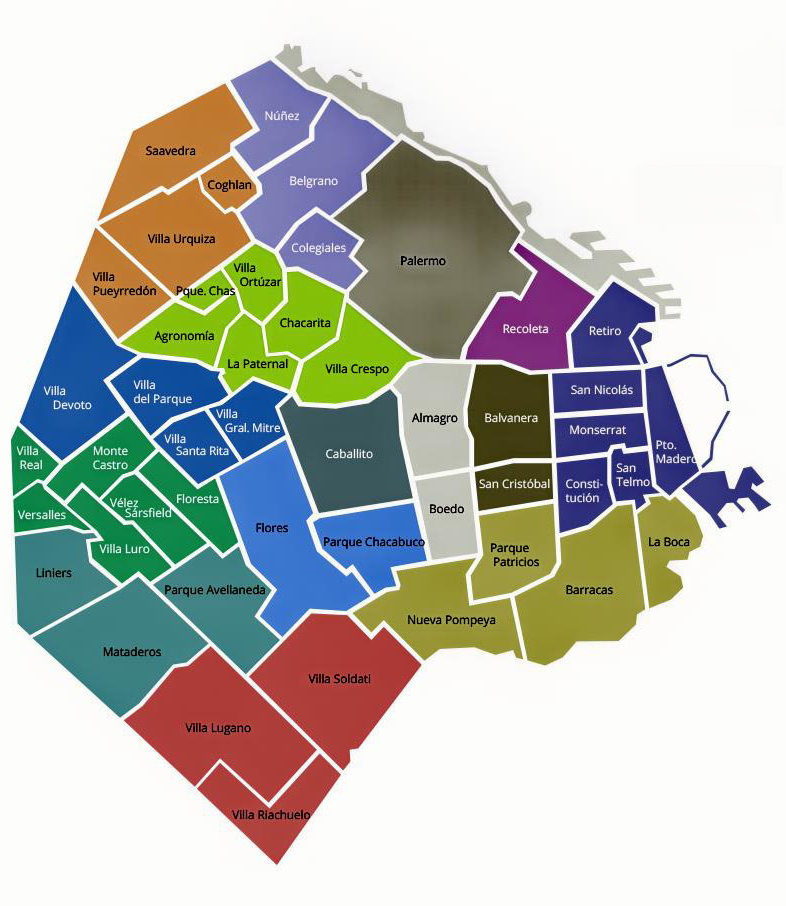 Núñez
Saavedra
Belgrano
Coghlan
Villa Urquiza
Colegiales
Palermo
Villa
Pueyrredón
Villa
Ortúzar
Pque. Chas
Chacarita
Recoleta
Retiro
Agronomía
La Paternal
Villa Crespo
Villa
Devoto
Villa
del Parque
San Nicolás
Almagro
Balvanera
Villa
Gral. Mitre
Monserrat
Villa
Santa Rita
Caballito
Pto.
Madero
Villa
Real
Monte
Castro
San Cristóbal
Consti-
tución
San
Telmo
Floresta
Vélez
Sársfield
Boedo
Versalles
Flores
Villa Luro
Parque Chacabuco
La Boca
Parque
Patricios
Liniers
Parque Avellaneda
Barracas
Nueva Pompeya
Mataderos
Villa Soldati
Villa Lugano
Villa Riachuelo